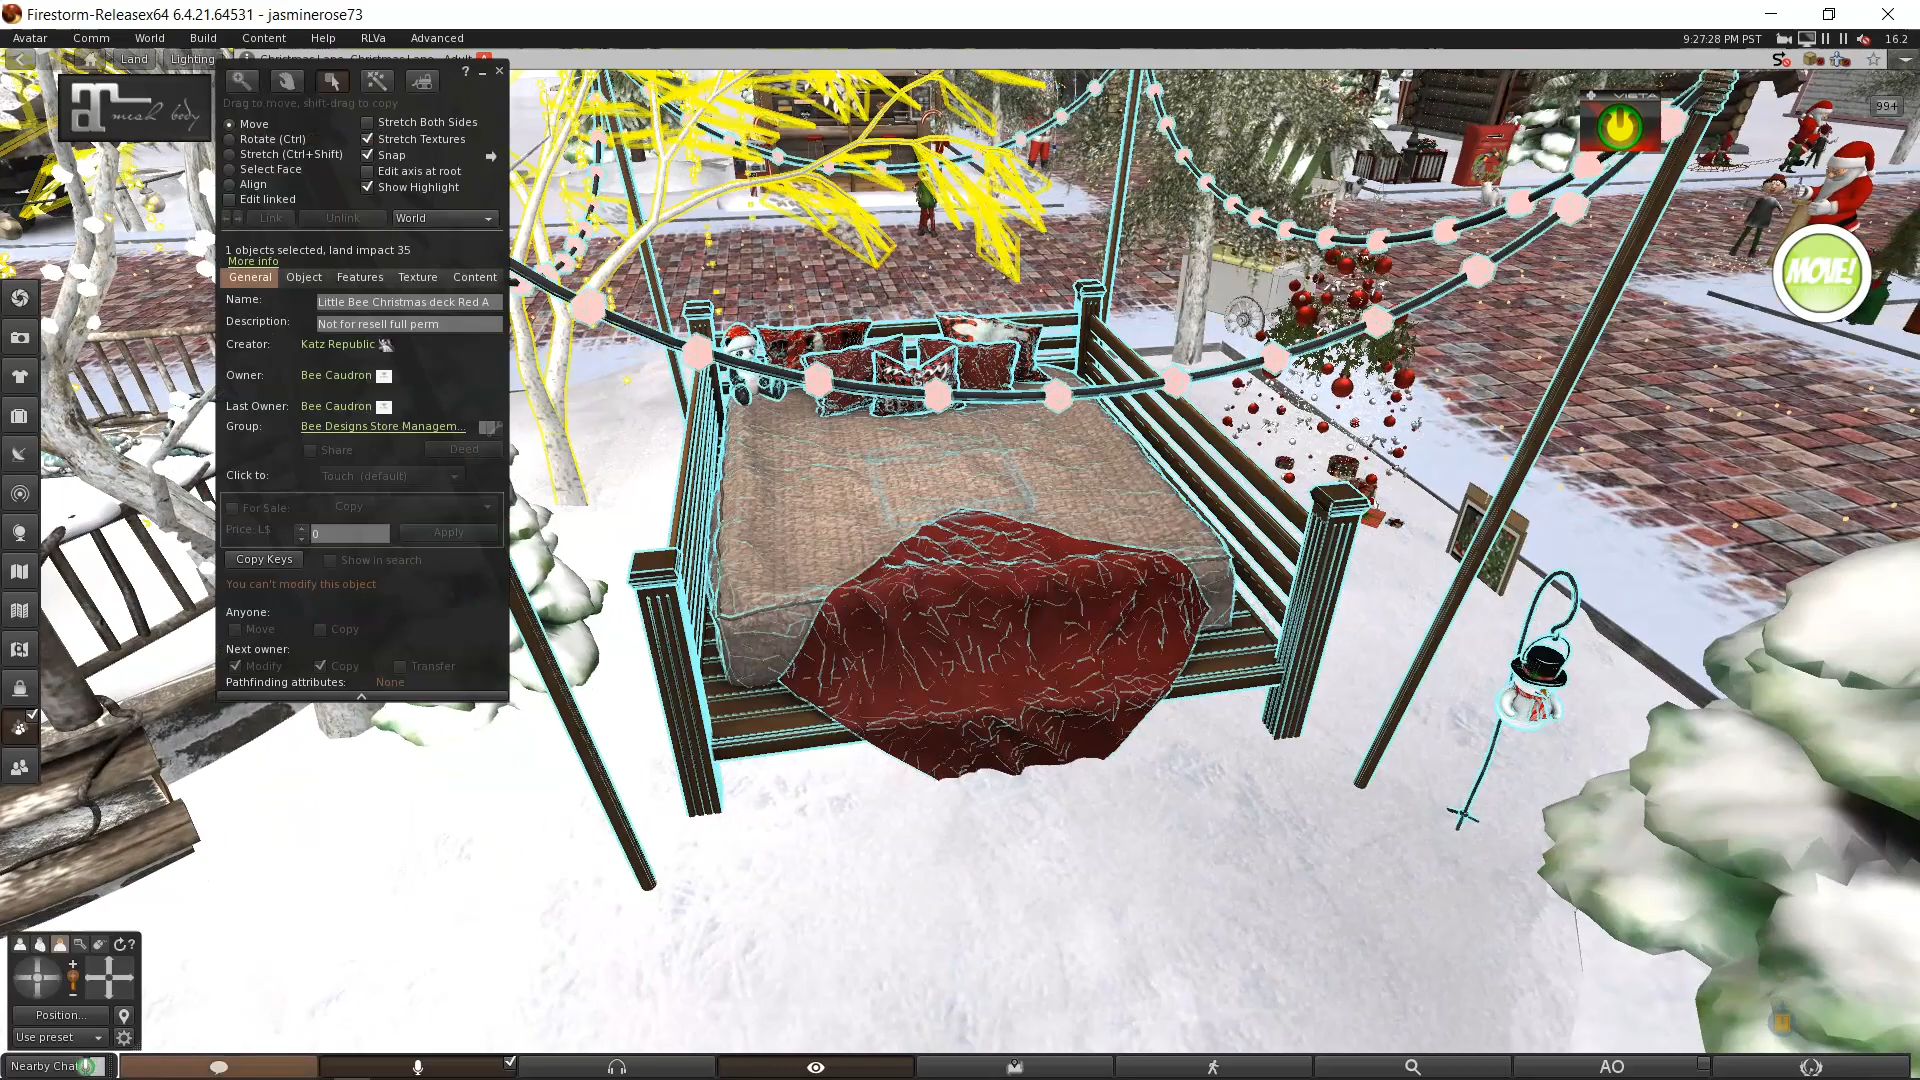 Firestorm-Releasex64 6.4.21.64531 - jasminerose73
Avatar Comm World Build Content Help RLVa Advanced
9:27:28 PM PST
16.2
Land Lighting
mesh body
Drag to move, shift-drag to copy
Move
Rotate (Ctrl)
Stretch (Ctrl+Shift)
Select Face
Align
Edit linked
Stretch Both Sides
Stretch Textures
Snap
Edit axis at root
Show Highlight
Link Unlink World
1 objects selected, land impact 35
More info
General Object Features Texture Content
Name: Little Bee Christmas deck Red A
Description: Not for resell full perm
Creator: Katz Republic
Owner: Bee Caudron
Last Owner: Bee Caudron
Group: Bee Designs Store Managem...
Share Deed
Click to: Touch (default)
For Sale: Copy
Price: L$ 0 Apply
Copy Keys Show in search
You can't modify this object
Anyone:
Move Copy
Next owner:
Modify Copy Transfer
Pathfinding attributes: None
VISTA
99+
MOVE!
Position...
Use preset
Nearby Chat
AO